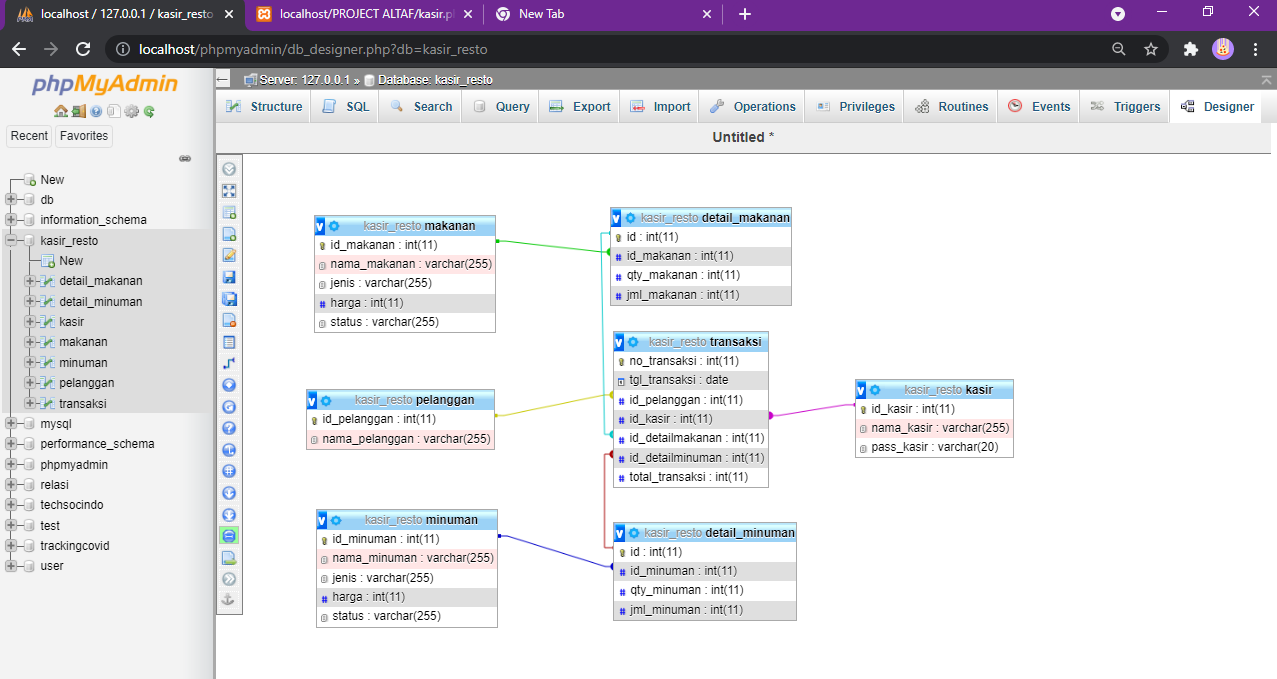 localhost / 127.0.0.1 / kasir_resto
localhost/PROJECT ALTAF/kasir.p
New Tab
localhost/phpmyadmin/db_designer.php?db=kasir_resto
phpMyAdmin
Recent
Favorites
New
db
information_schema
kasir_resto
New
detail_makanan
detail_minuman
kasir
makanan
minuman
pelanggan
transaksi
mysql
performance_schema
phpmyadmin
relasi
techsocindo
test
trackingcovid
user
Server: 127.0.0.1 » Database: kasir_resto
Structure
SQL
Search
Query
Export
Import
Operations
Privileges
Routines
Events
Triggers
Designer
Untitled *
kasir_resto makanan
id_makanan : int(11)
nama_makanan : varchar(255)
jenis : varchar(255)
harga : int(11)
status : varchar(255)
kasir_resto detail_makanan
id : int(11)
id_makanan : int(11)
qty_makanan : int(11)
jml_makanan : int(11)
kasir_resto transaksi
no_transaksi : int(11)
tgl_transaksi : date
id_pelanggan : int(11)
id_kasir : int(11)
id_detailmakanan : int(11)
id_detailminuman : int(11)
total_transaksi : int(11)
kasir_resto pelanggan
id_pelanggan : int(11)
nama_pelanggan : varchar(255)
kasir_resto kasir
id_kasir : int(11)
nama_kasir : varchar(255)
pass_kasir : varchar(20)
kasir_resto minuman
id_minuman : int(11)
nama_minuman : varchar(255)
jenis : varchar(255)
harga : int(11)
status : varchar(255)
kasir_resto detail_minuman
id : int(11)
id_minuman : int(11)
qty_minuman : int(11)
jml_minuman : int(11)